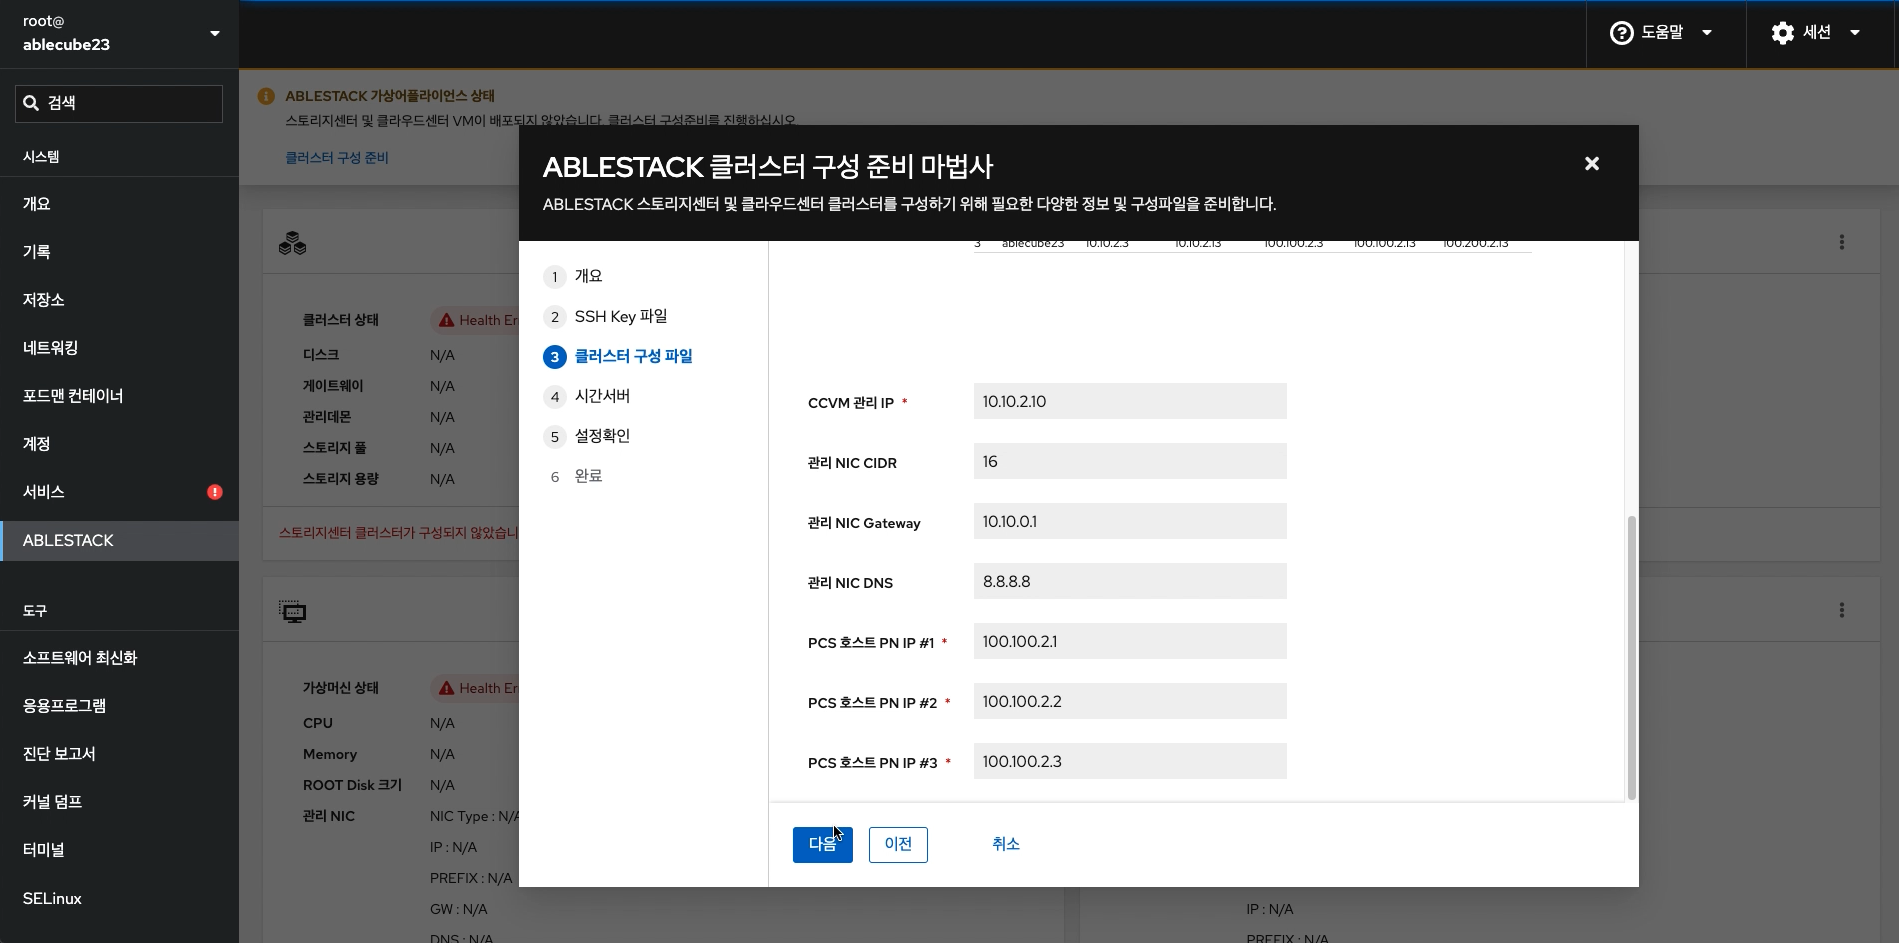 root@
ablecube23
도움말
세션
검색
시스템
개요
기록
저장소
네트워킹
포드맨 컨테이너
계정
서비스
ABLESTACK
도구
소프트웨어 최신화
응용프로그램
진단 보고서
커널 덤프
터미널
SELinux
ABLESTACK 가상어플라이언스 상태
스토리지센터 및 클라우드센터 VM이 배포되지 않았습니다. 클러스터 구성준비를 진행하십시오.
클러스터 구성 준비
클러스터 상태 Health Er
디스크 N/A
게이트웨이 N/A
관리데몬 N/A
스토리지 풀 N/A
스토리지 용량 N/A
스토리지센터 클러스터가 구성되지 않았습니
가상머신 상태 Health Er
CPU N/A
Memory N/A
ROOT Disk 크기 N/A
관리 NIC NIC Type : N/A
IP : N/A
PREFIX : N/A
GW : N/A
DNS : N/A
IP : N/A
PREFIX : N/A
ABLESTACK 클러스터 구성 준비 마법사
ABLESTACK 스토리지센터 및 클라우드센터 클러스터를 구성하기 위해 필요한 다양한 정보 및 구성파일을 준비합니다.
1 개요
2 SSH Key 파일
3 클러스터 구성 파일
4 시간서버
5 설정확인
6 완료
3 ablecube23 10.10.2.3 10.10.2.13 100.100.2.3 100.100.2.13 100.200.2.13
CCVM 관리 IP * 10.10.2.10
관리 NIC CIDR 16
관리 NIC Gateway 10.10.0.1
관리 NIC DNS 8.8.8.8
PCS 호스트 PN IP #1 * 100.100.2.1
PCS 호스트 PN IP #2 * 100.100.2.2
PCS 호스트 PN IP #3 * 100.100.2.3
다음 이전 취소